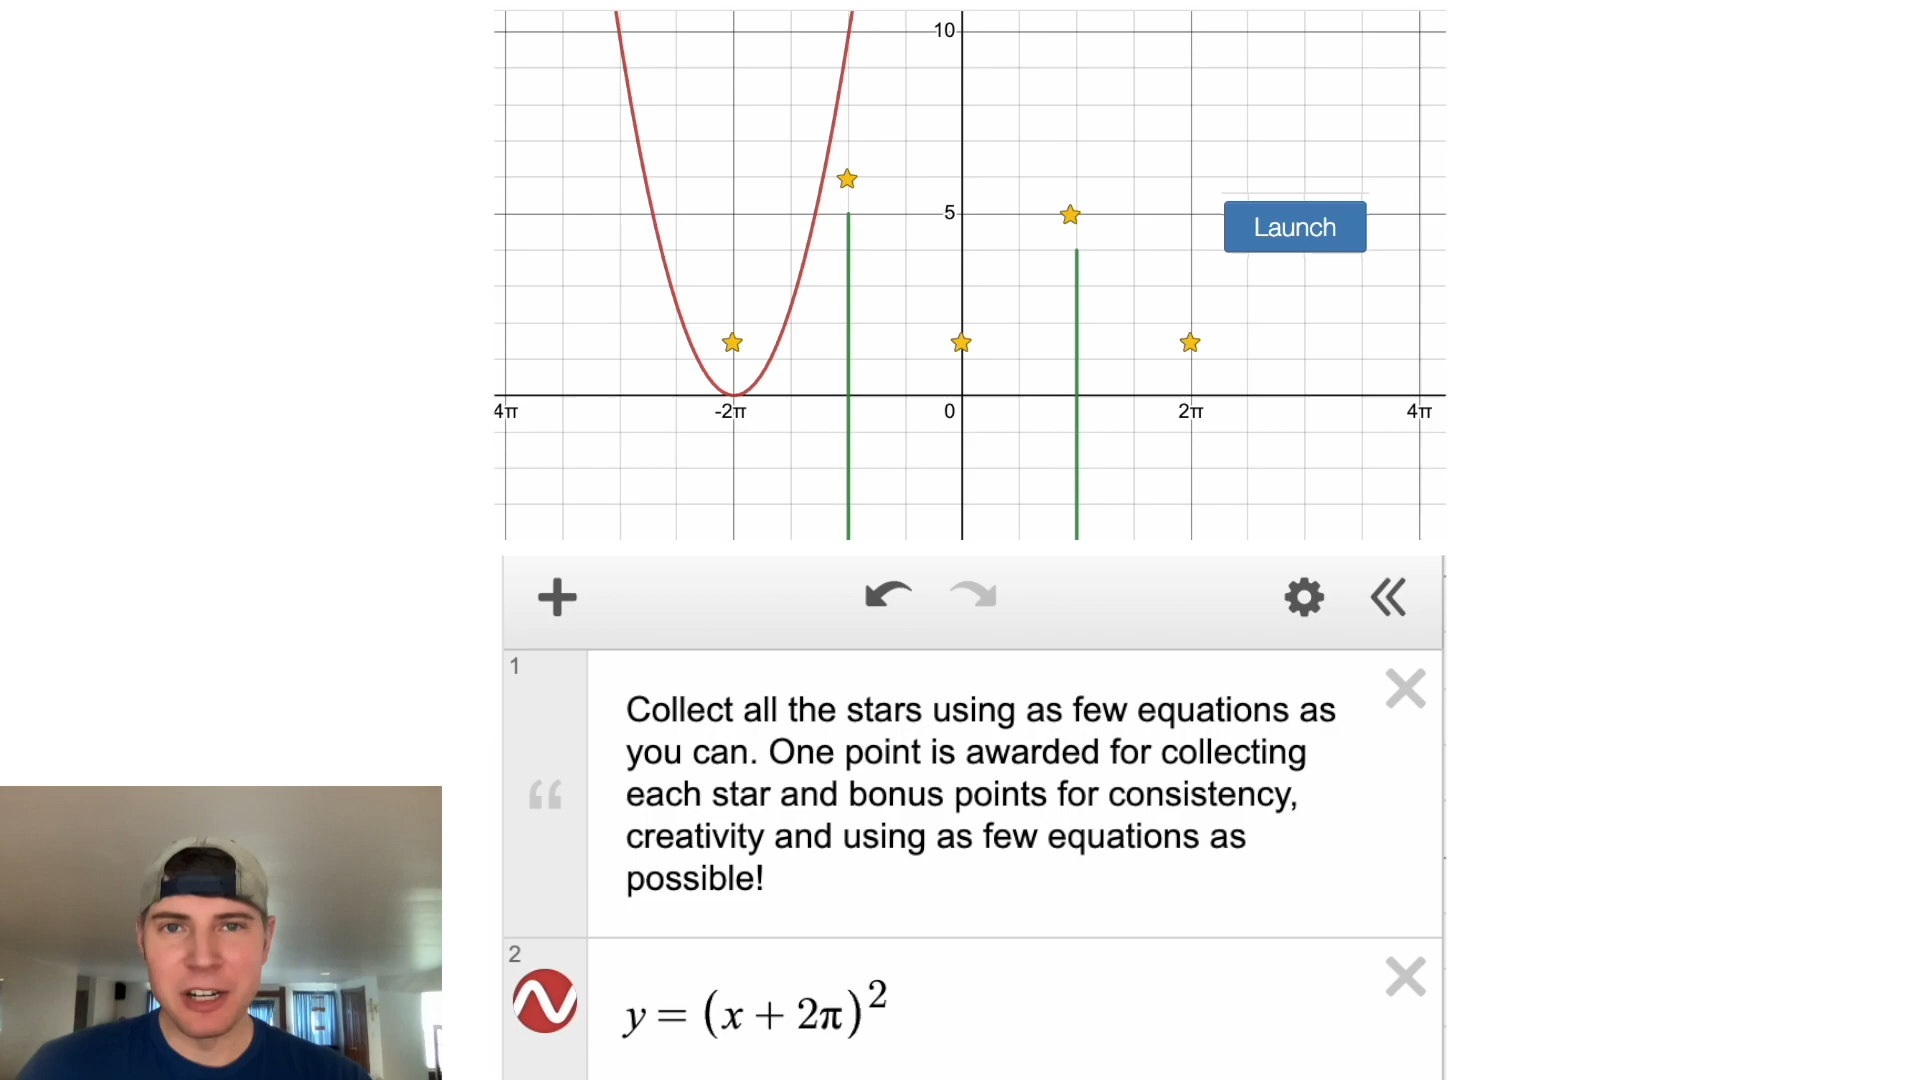 10
5
Launch
4π
-2π
0
2π
4π
1
Collect all the stars using as few equations as
you can. One point is awarded for collecting
each star and bonus points for consistency,
creativity and using as few equations as
possible!
2
y = (x + 2π)²